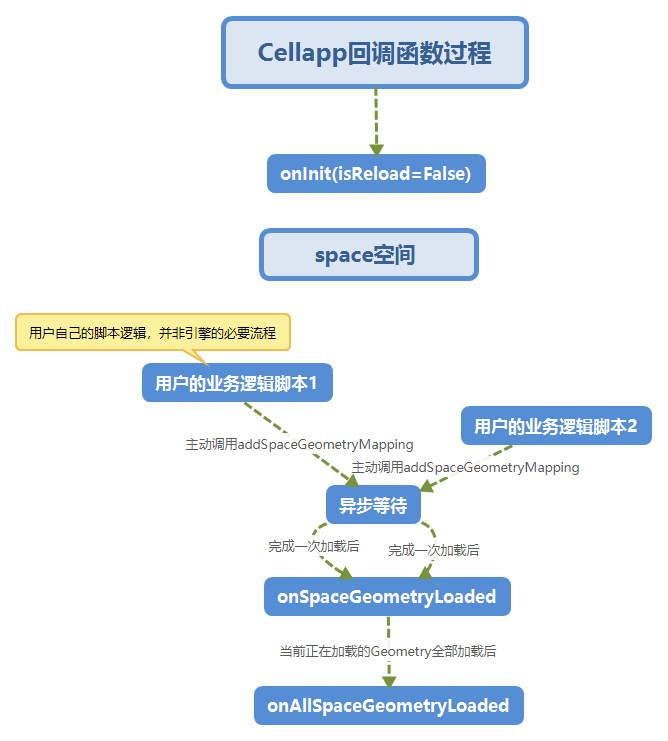 Cellapp回调函数过程
onInit(isReload=False)
space空间
用户自己的脚本逻辑，并非引擎的必要流程
用户的业务逻辑脚本1
用户的业务逻辑脚本2
主动调用addSpaceGeometryMapping
主动调用addSpaceGeometryMapping
异步等待
完成一次加载后
完成一次加载后
onSpaceGeometryLoaded
当前正在加载的Geometry全部加载后
onAllSpaceGeometryLoaded